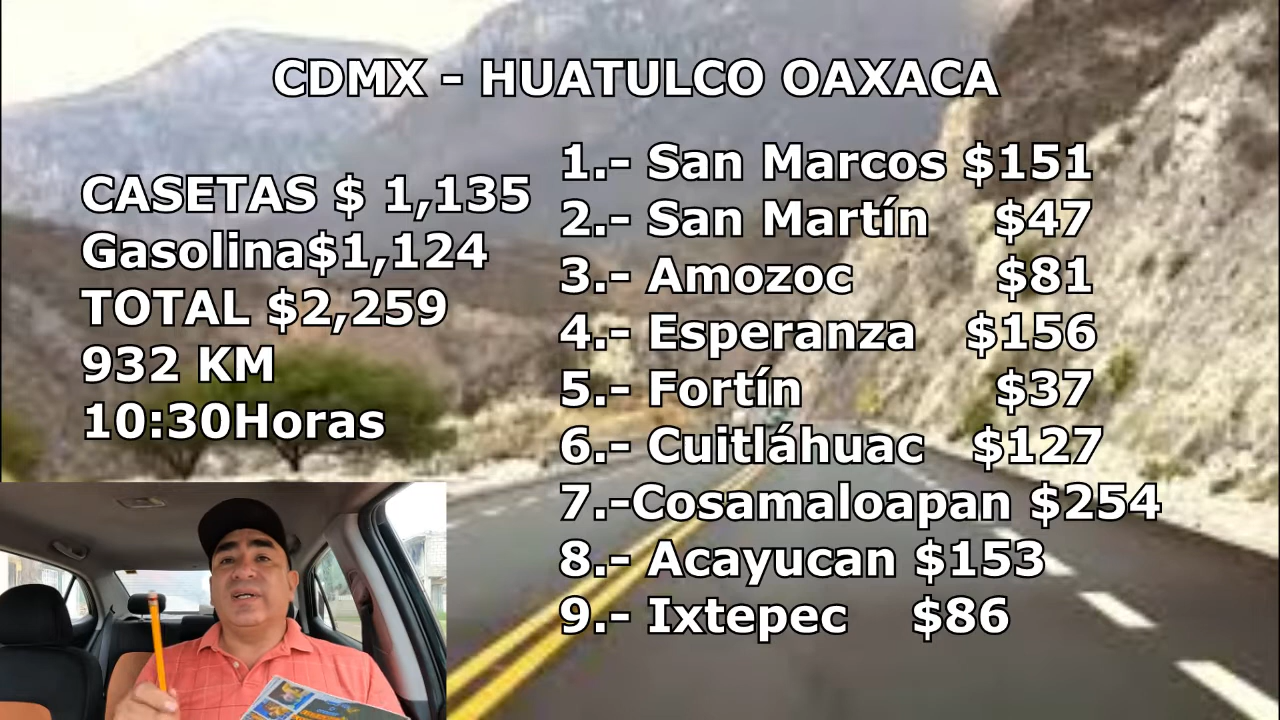 CDMX - HUATULCO OAXACA
CASETAS $ 1,135
Gasolina$1,124
TOTAL $2,259
932 KM
10:30Horas
1.- San Marcos $151
2.- San Martín $47
3.- Amozoc $81
4.- Esperanza $156
5.- Fortín $37
6.- Cuitláhuac $127
7.-Cosamaloapan $254
8.- Acayucan $153
9.- Ixtepec $86